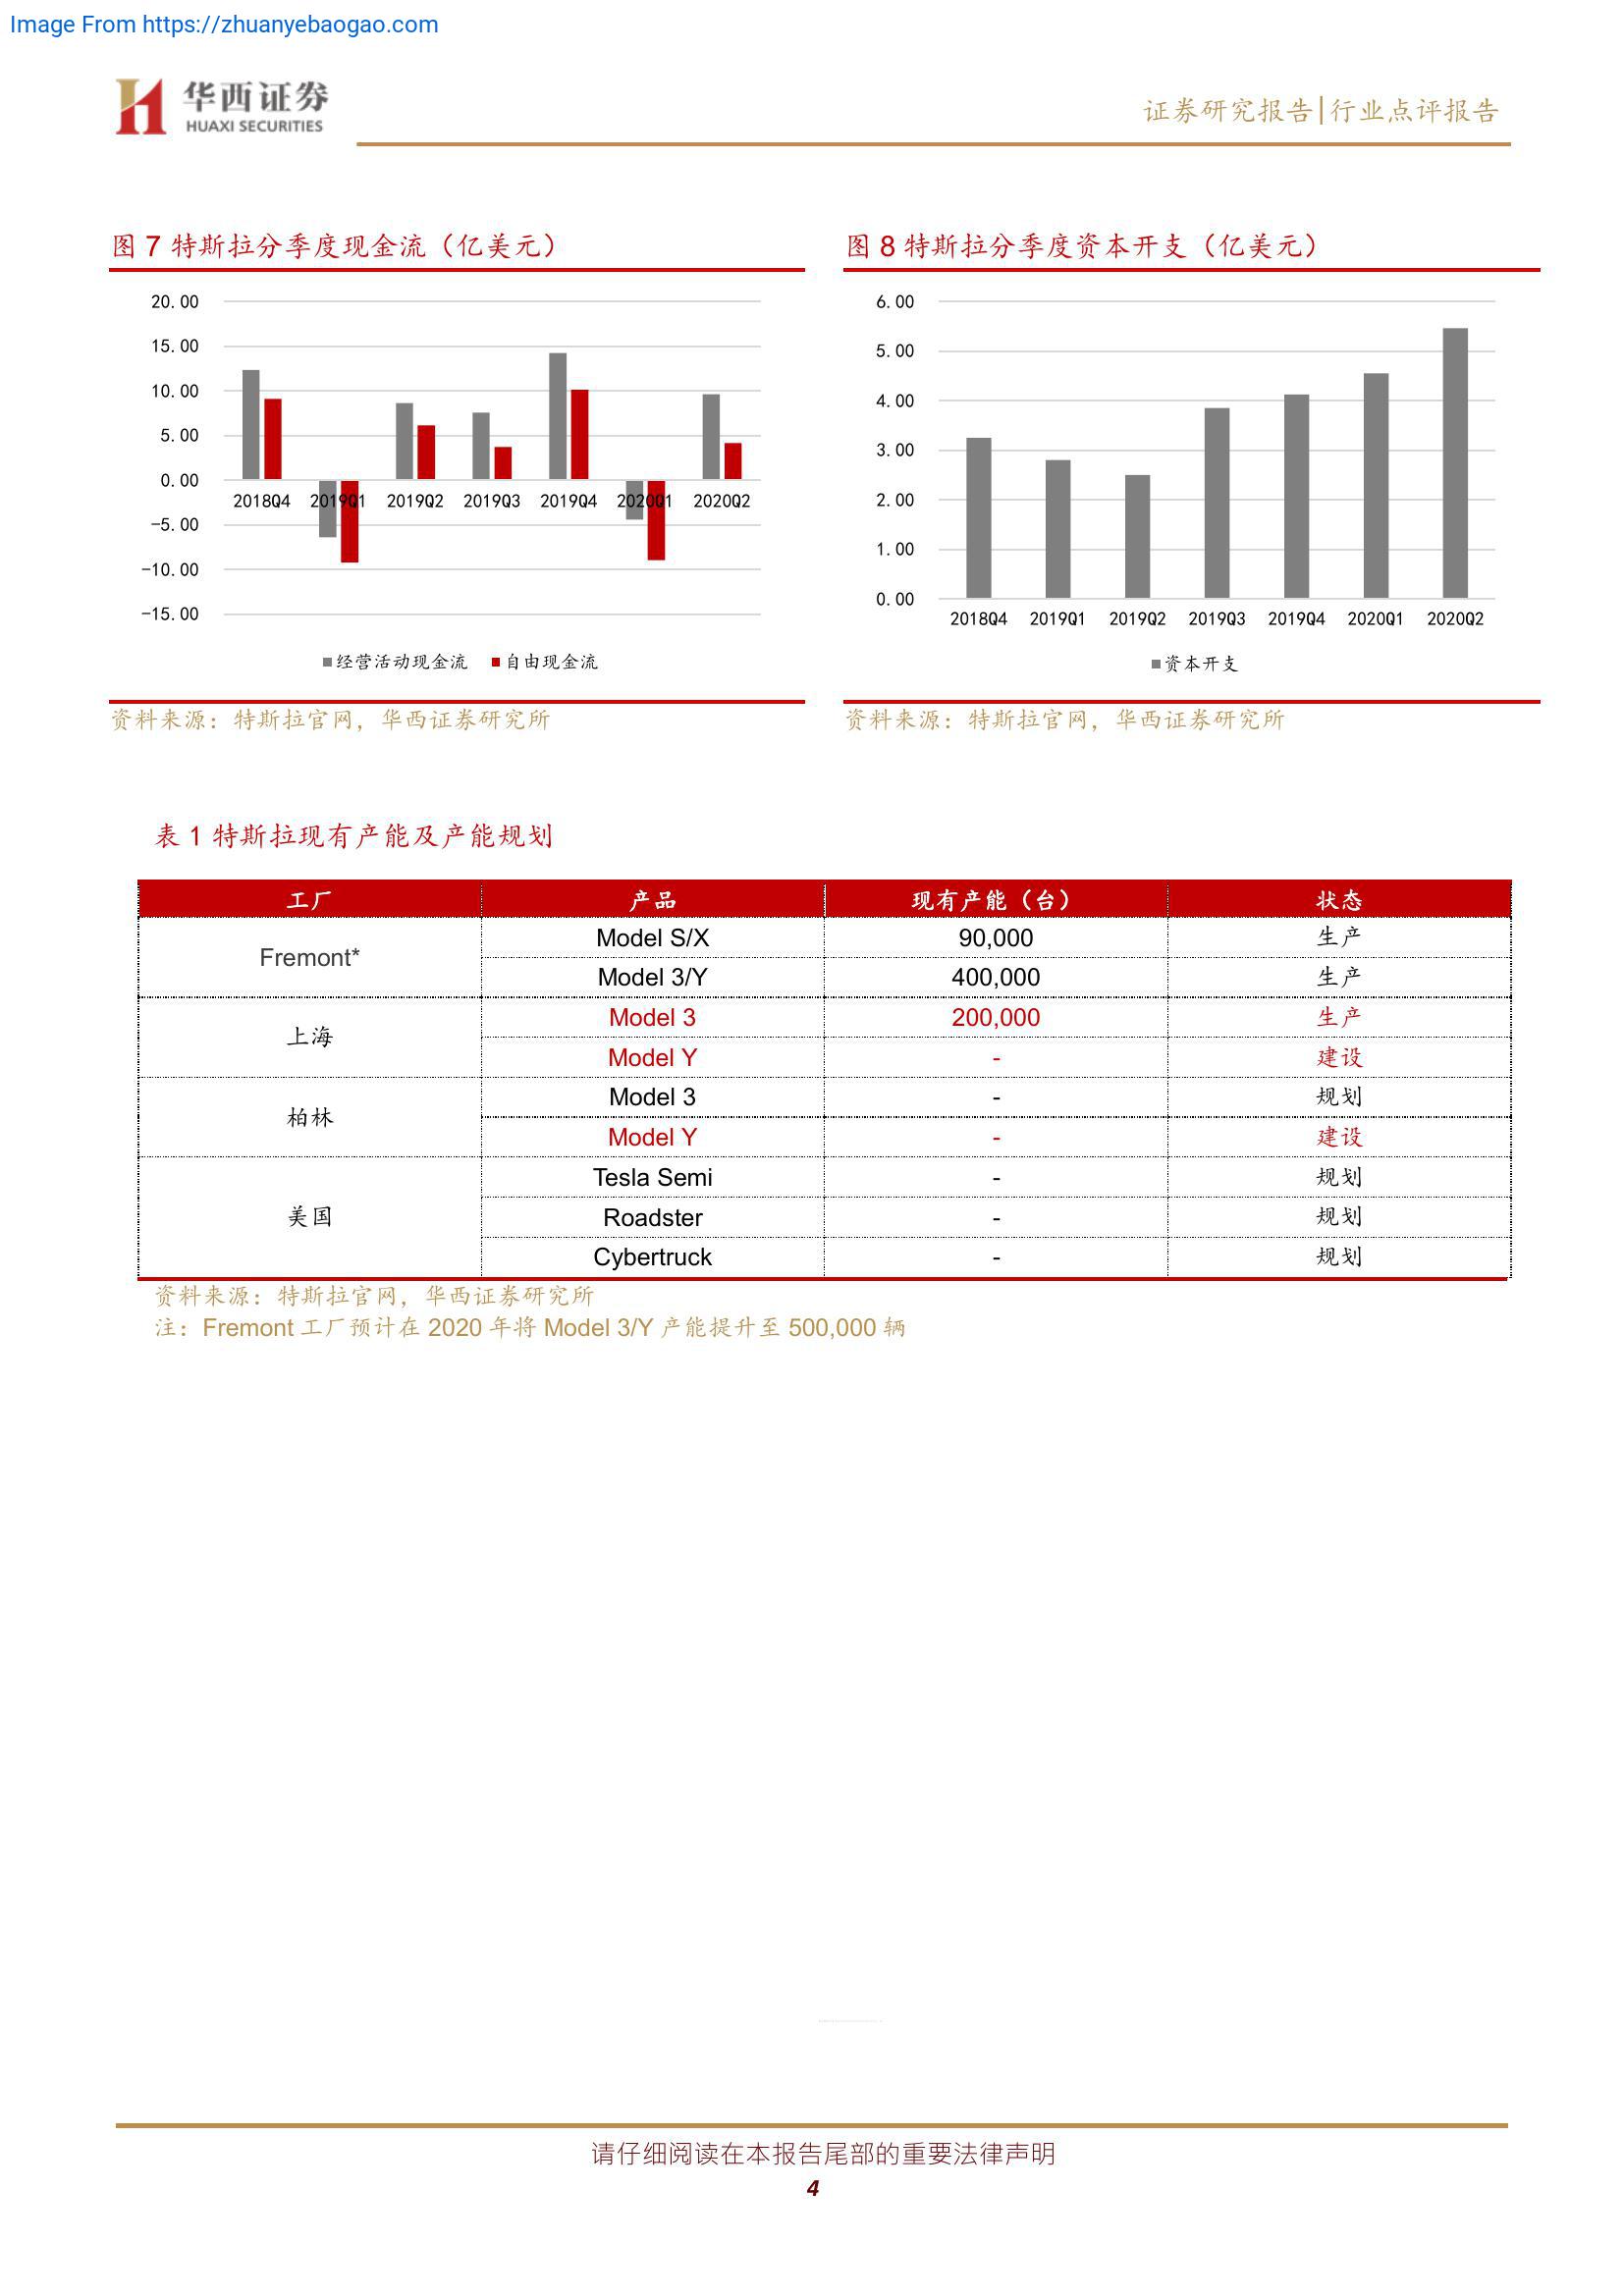 Image From https://zhuanyebaogao.com
华西证券
HUAXI SECURITIES
证券研究报告|行业点评报告
图 7 特斯拉分季度现金流（亿美元）
20.00
15.00
10.00
5.00
0.00
-5.00
-10.00
-15.00
2018Q4 2019Q1 2019Q2 2019Q3 2019Q4 2020Q1 2020Q2
经营活动现金流 自由现金流
资料来源：特斯拉官网，华西证券研究所
图 8 特斯拉分季度资本开支（亿美元）
6.00
5.00
4.00
3.00
2.00
1.00
0.00
2018Q4 2019Q1 2019Q2 2019Q3 2019Q4 2020Q1 2020Q2
资本开支
资料来源：特斯拉官网，华西证券研究所
表 1 特斯拉现有产能及产能规划
工厂 产品 现有产能（台） 状态
Fremont* Model S/X 90,000 生产
Model 3/Y 400,000 生产
上海 Model 3 200,000 生产
Model Y - 建设
柏林 Model 3 - 规划
Model Y - 建设
美国 Tesla Semi - 规划
Roadster - 规划
Cybertruck - 规划
资料来源：特斯拉官网，华西证券研究所
注：Fremont 工厂预计在 2020 年将 Model 3/Y 产能提升至 500,000 辆
请仔细阅读在本报告尾部的重要法律声明
4